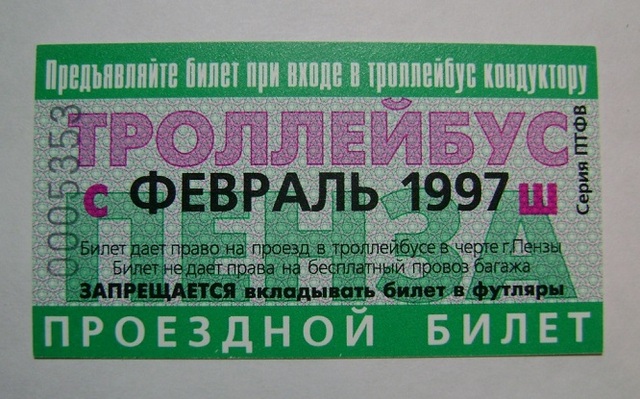 Предъявляйте билет при входе в троллейбус кондуктору
ТРОЛЛЕЙБУС
ПЕНЗА
с ФЕВРАЛЬ 1997 Ш
Билет дает право на проезд в троллейбусе в черте г.Пензы
Билет не дает права на бесплатный провоз багажа
ЗАПРЕЩАЕТСЯ вкладывать билет в футляры
ПРОЕЗДНОЙ БИЛЕТ
0005353
Серия ПТФВ